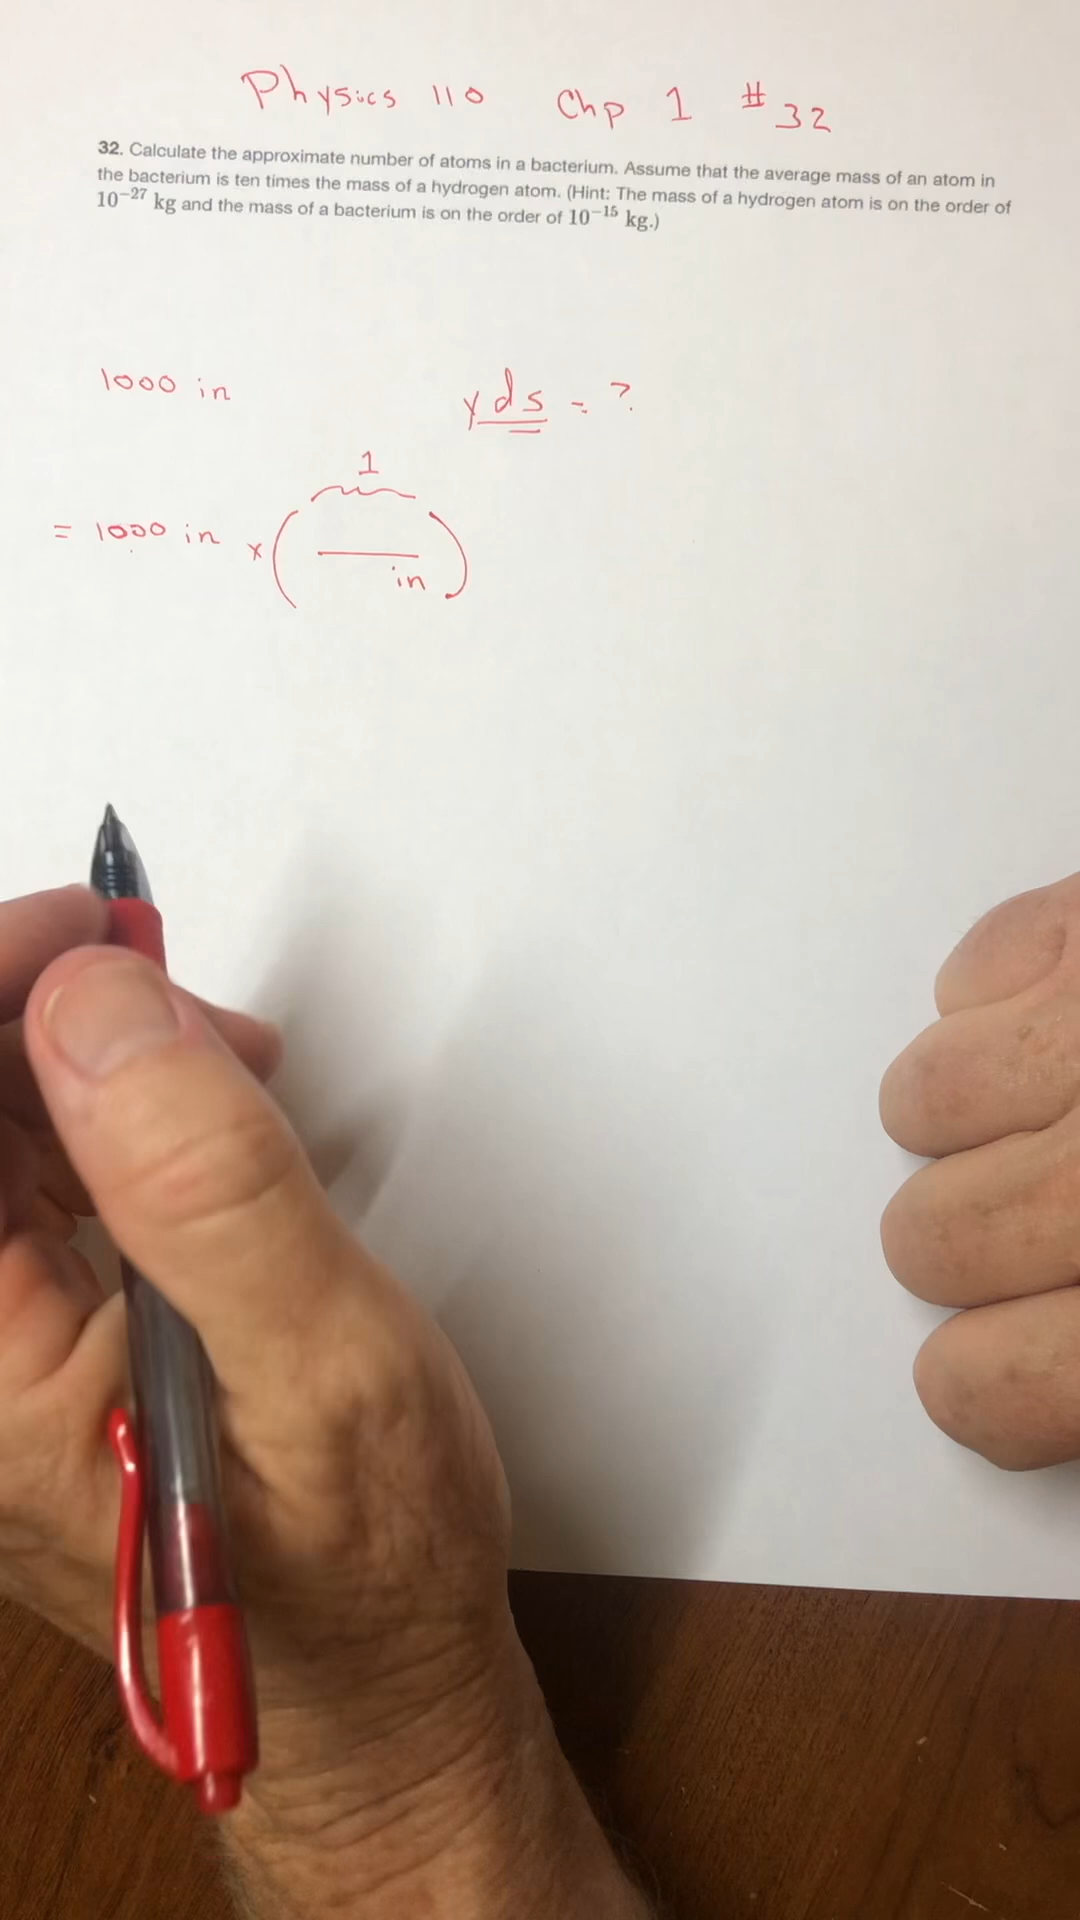 Physics 110 Chp 1 # 32
32. Calculate the approximate number of atoms in a bacterium. Assume that the average mass of an atom in
the bacterium is ten times the mass of a hydrogen atom. (Hint: The mass of a hydrogen atom is on the order of
10⁻²⁷ kg and the mass of a bacterium is on the order of 10⁻¹⁵ kg.)
1000 in yds = ?
1
= 1000 in x ( ____ )
in